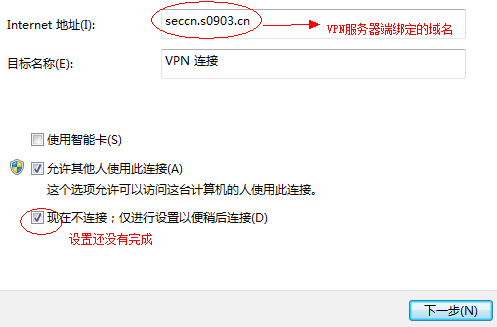 Internet 地址(I): seccn.s0903.cn VPN服务器端绑定的域名
目标名称(E): VPN 连接
使用智能卡(S)
允许其他人使用此连接(A)
这个选项允许可以访问这台计算机的人使用此连接。
现在不连接；仅进行设置以便稍后连接(D)
设置还没有完成
下一步(N)